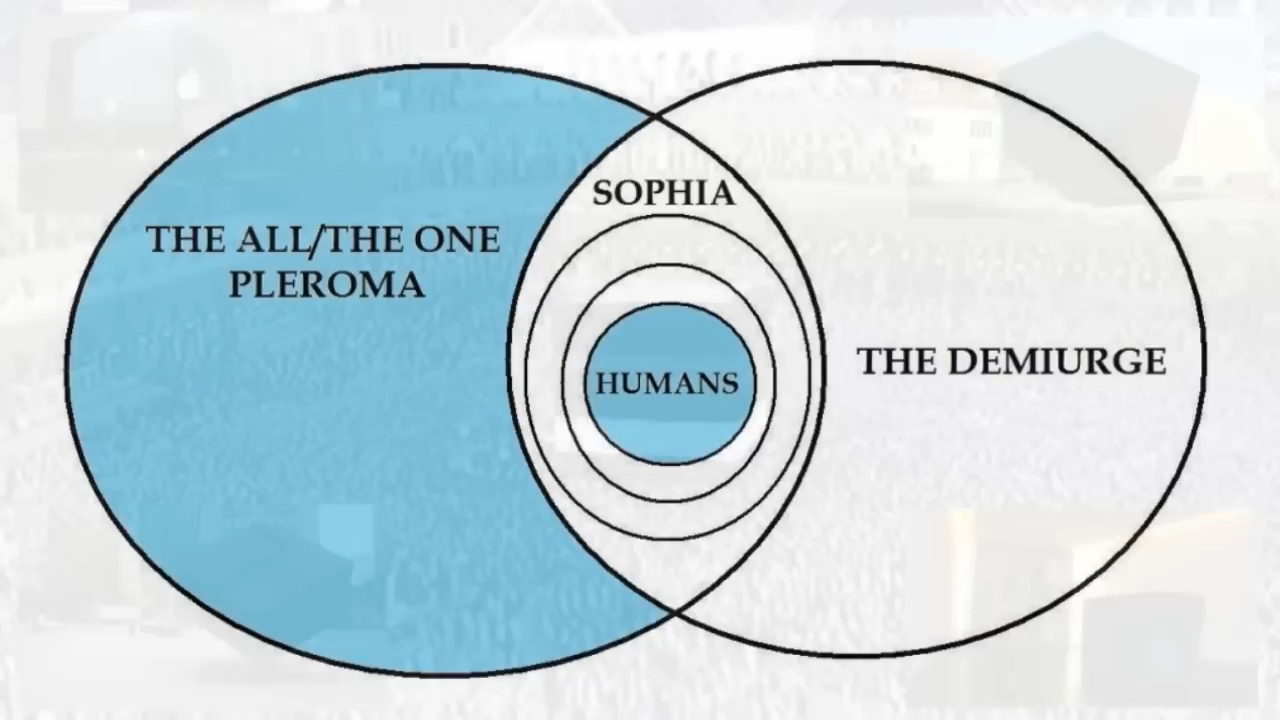 SOPHIA
THE ALL/THE ONE
PLEROMA
THE DEMIURGE
HUMANS